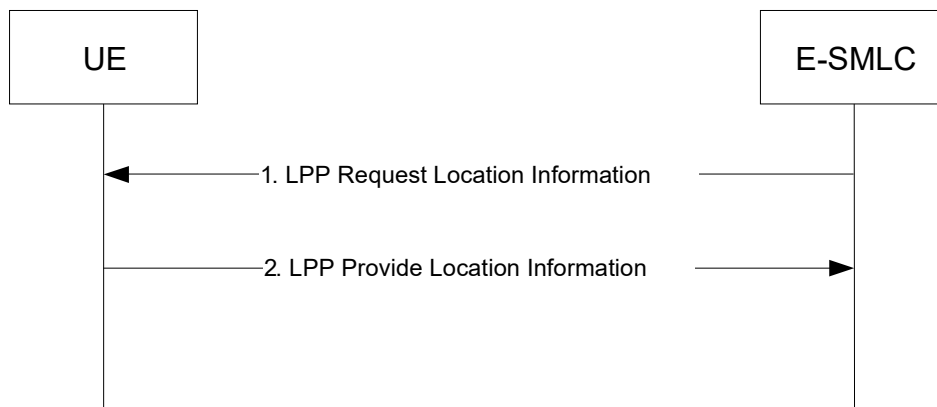 UE
E-SMLC
1. LPP Request Location Information
2. LPP Provide Location Information